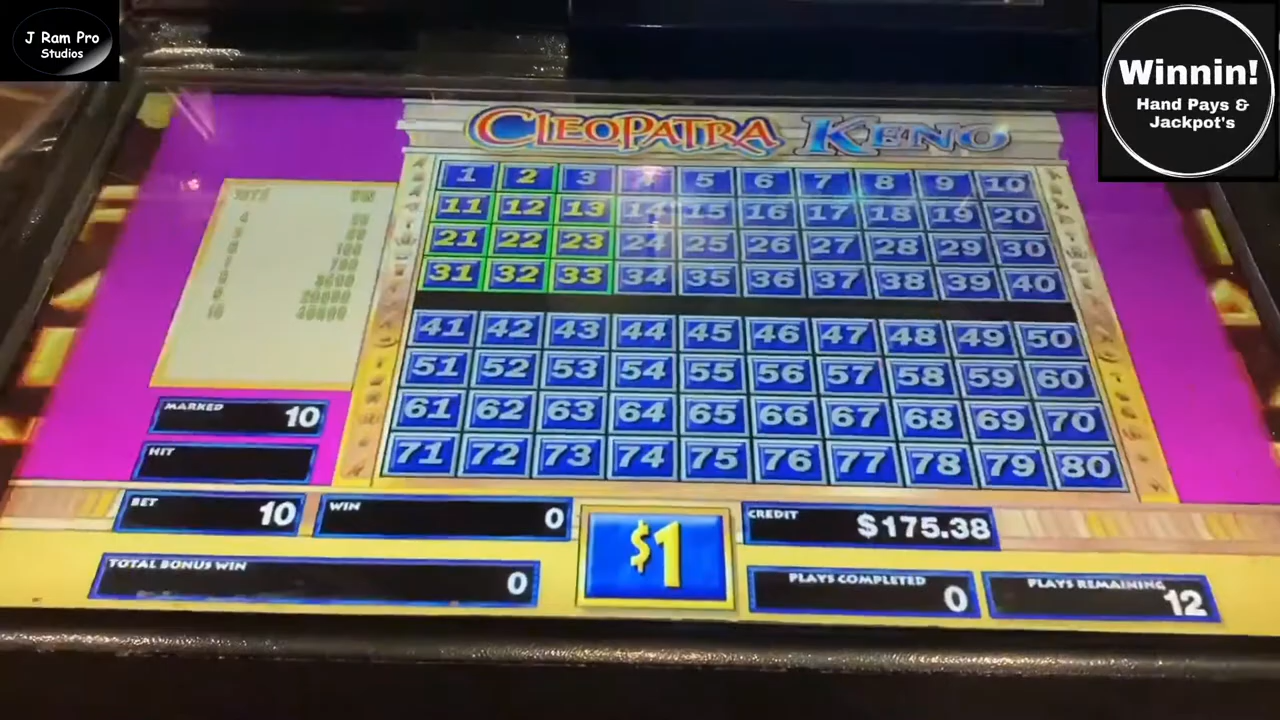 J Ram Pro
Studios
Winnin!
Hand Pays &
Jackpot's
CLEOPATRA KENO
1 2 3 4 5 6 7 8 9 10
11 12 13 14 15 16 17 18 19 20
21 22 23 24 25 26 27 28 29 30
31 32 33 34 35 36 37 38 39 40
41 42 43 44 45 46 47 48 49 50
51 52 53 54 55 56 57 58 59 60
61 62 63 64 65 66 67 68 69 70
71 72 73 74 75 76 77 78 79 80
MARKED 10
HIT
BET 10
WIN 0
$1
CREDIT $175.38
TOTAL BONUS WIN 0
PLAYS COMPLETED 0
PLAYS REMAINING 12